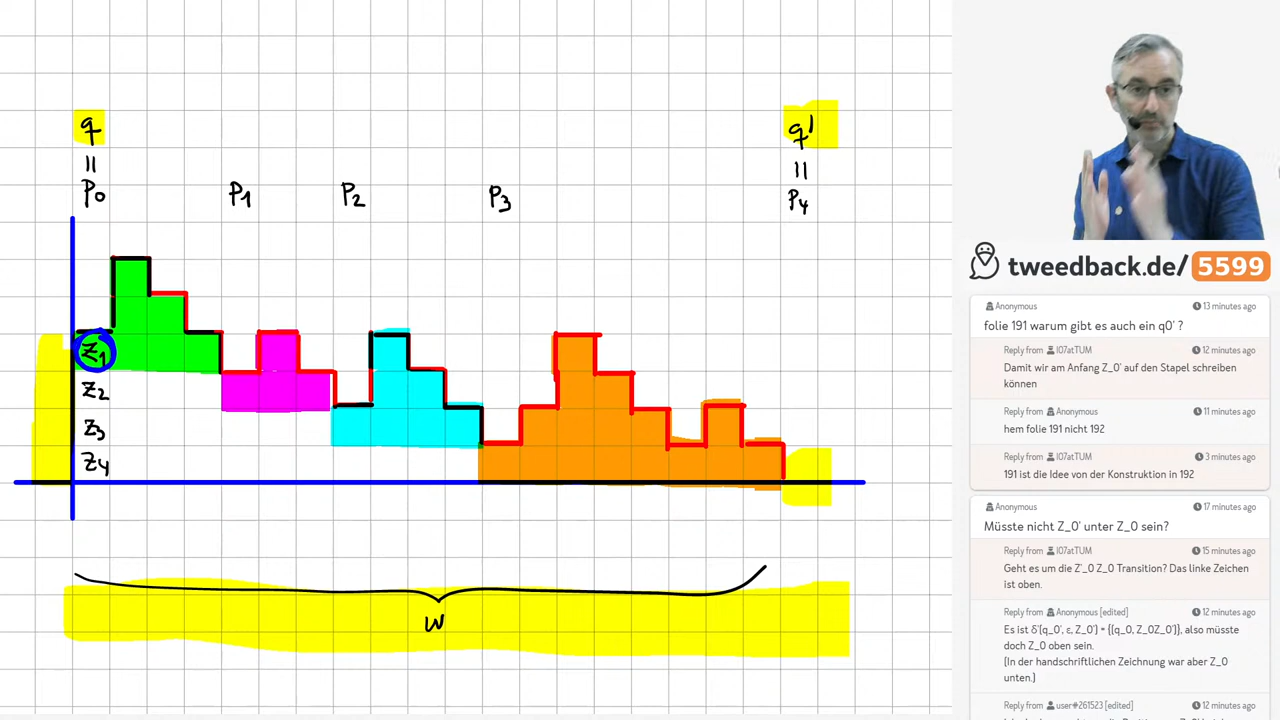 q
q'
=
=
P0
P1
P2
P3
P4
Z1
Z2
Z3
Z4
w
tweedback.de/ 5599
Anonymous
13 minutes ago
folie 191 warum gibt es auch ein q0' ?
Reply from I07atTUM
12 minutes ago
Damit wir am Anfang Z_0' auf den Stapel schreiben
können
Reply from Anonymous
11 minutes ago
hem folie 191 nicht 192
Reply from I07atTUM
3 minutes ago
191 ist die Idee von der Konstruktion in 192
Anonymous
17 minutes ago
Müsste nicht Z_0' unter Z_0 sein?
Reply from I07atTUM
15 minutes ago
Geht es um die Z'_0 Z_0 Transition? Das linke Zeichen
ist oben.
Reply from Anonymous [edited]
12 minutes ago
Es ist δ'(q_0', ε, Z_0') = {(q_0, Z_0Z_0')}, also müsste
doch Z_0 oben sein.
(In der handschriftlichen Zeichnung war aber Z_0
unten.)
Reply from user#261523 [edited]
12 minutes ago